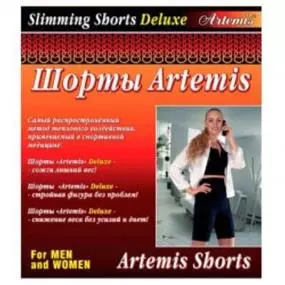 Slimming Shorts Deluxe Artemis
Шорты Artemis
Самый распространённый
метод теплового воздействия,
применяемый в спортивной
медицине.
Шорты «Artemis» Deluxe -
сожги лишний вес!
Шорты «Artemis» Deluxe -
стройная фигура без проблем!
Шорты «Artemis» Deluxe -
снижение веса без усилий и диет!
For MEN
and WOMEN
Artemis Shorts